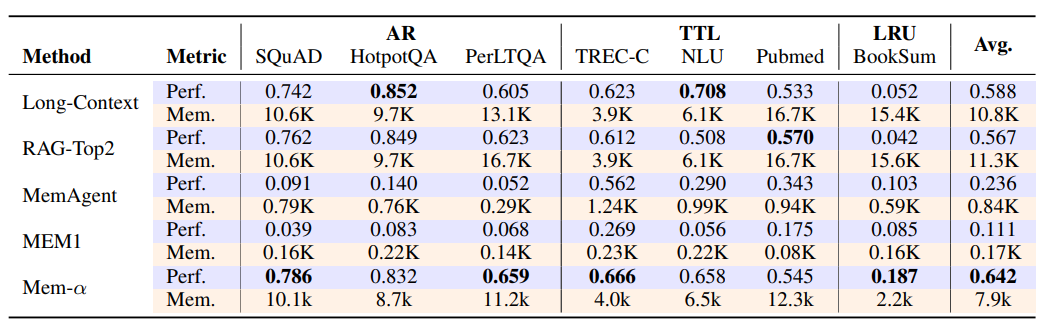 AR TTL LRU
Method Metric SQuAD HotpotQA PerLTQA TREC-C NLU Pubmed BookSum Avg.
Long-Context Perf. 0.742 0.852 0.605 0.623 0.708 0.533 0.052 0.588
Mem. 10.6K 9.7K 13.1K 3.9K 6.1K 16.7K 15.4K 10.8K
RAG-Top2 Perf. 0.762 0.849 0.623 0.612 0.508 0.570 0.042 0.567
Mem. 10.6K 9.7K 16.7K 3.9K 6.1K 16.7K 15.6K 11.3K
MemAgent Perf. 0.091 0.140 0.052 0.562 0.290 0.343 0.103 0.236
Mem. 0.79K 0.76K 0.29K 1.24K 0.99K 0.94K 0.59K 0.84K
MEM1 Perf. 0.039 0.083 0.068 0.269 0.056 0.175 0.085 0.111
Mem. 0.16K 0.22K 0.14K 0.23K 0.22K 0.08K 0.16K 0.17K
Mem-α Perf. 0.786 0.832 0.659 0.666 0.658 0.545 0.187 0.642
Mem. 10.1k 8.7k 11.2k 4.0k 6.5k 12.3k 2.2k 7.9k